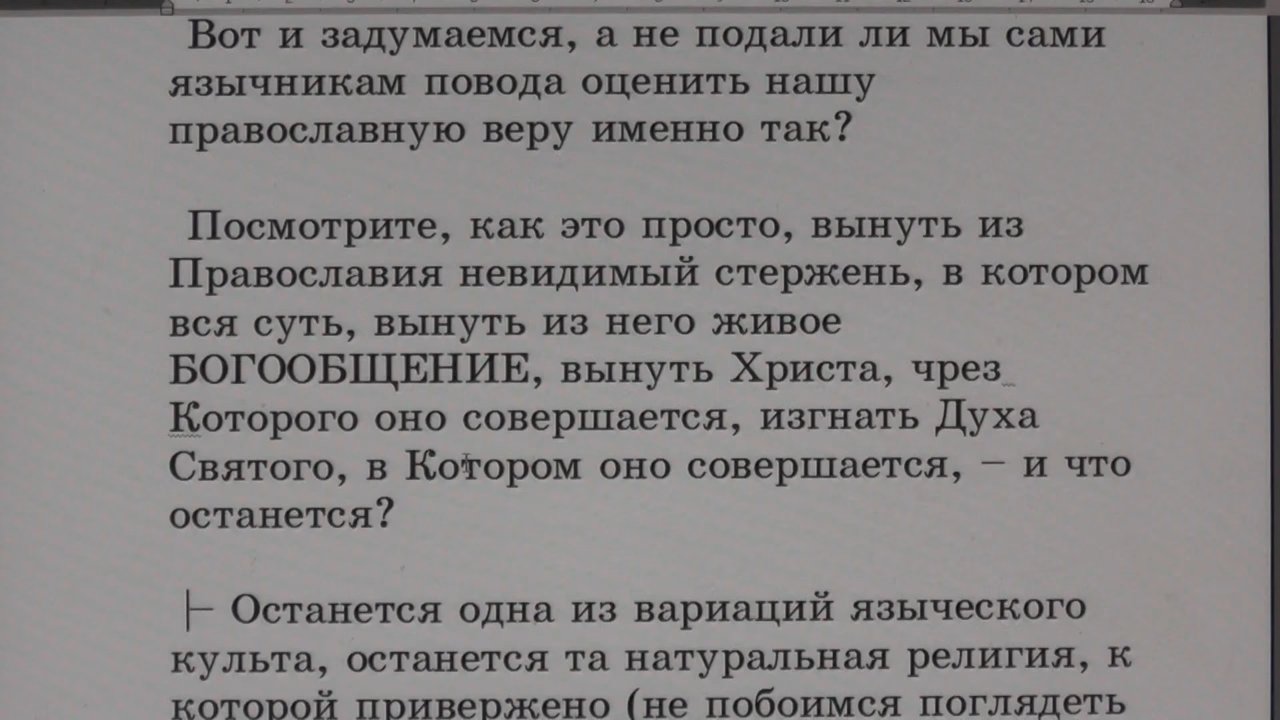 Вот и задумаемся, а не подали ли мы сами
язычникам повода оценить нашу
православную веру именно так?
Посмотрите, как это просто, вынуть из
Православия невидимый стержень, в котором
вся суть, вынуть из него живое
БОГООБЩЕНИЕ, вынуть Христа, чрез
Которого оно совершается, изгнать Духа
Святого, в Котором оно совершается, – и что
останется?
– Останется одна из вариаций языческого
культа, останется та натуральная религия, к
которой привержено (не побоимся поглядеть